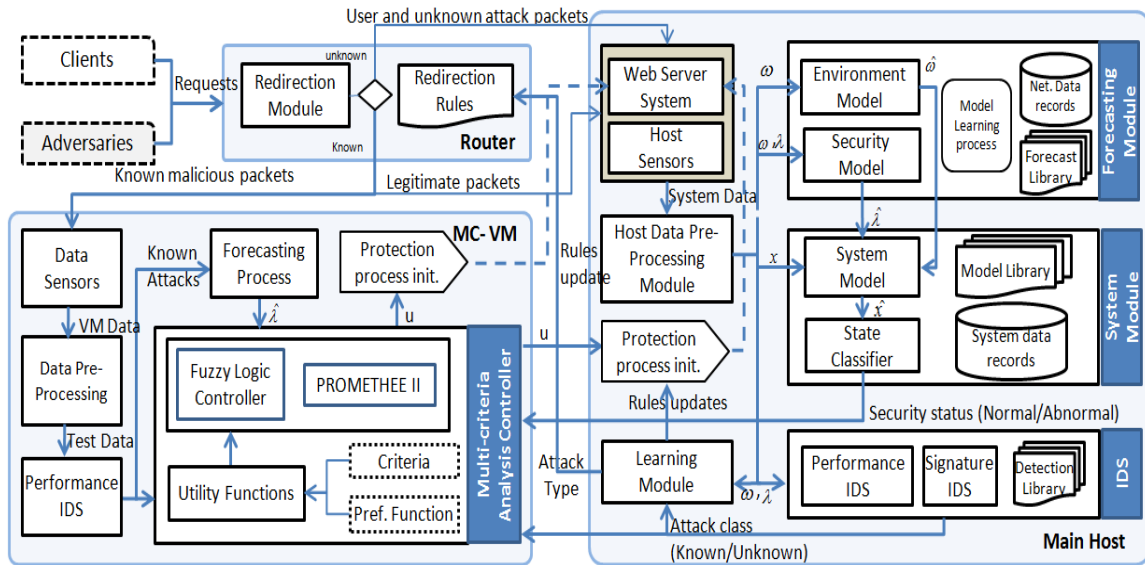 User and unknown attack packets
Clients
Adversaries
Requests
Redirection
Module
unknown
Known
Redirection
Rules
Router
Known malicious packets
Legitimate packets
Web Server
System
Host
Sensors
System Data
Host Data Pre-
Processing
Module
Rules
update
ω
Environment
Model
ω̂
Model
Learning
process
Net. Data
records
Forecast
Library
ω,λ
Security
Model
Forecasting
Module
λ̂
x
System
Model
x̂
State
Classifier
Model Library
System data
records
System
Module
MC- VM
Data
Sensors
Known
Attacks
Forecasting
Process
Protection
process init.
VM Data
λ̂
u
Data Pre-
Processing
Fuzzy Logic
Controller
PROMETHEE II
Test Data
Performance
IDS
Utility Functions
Criteria
Pref. Function
Multi-criteria
Analysis Controller
u
Protection
process init.
Rules updates
Security status (Normal/Abnormal)
Attack
Type
Learning
Module
ω,λ
Performance
IDS
Signature
IDS
Detection
Library
IDS
Attack class
(Known/Unknown)
Main Host